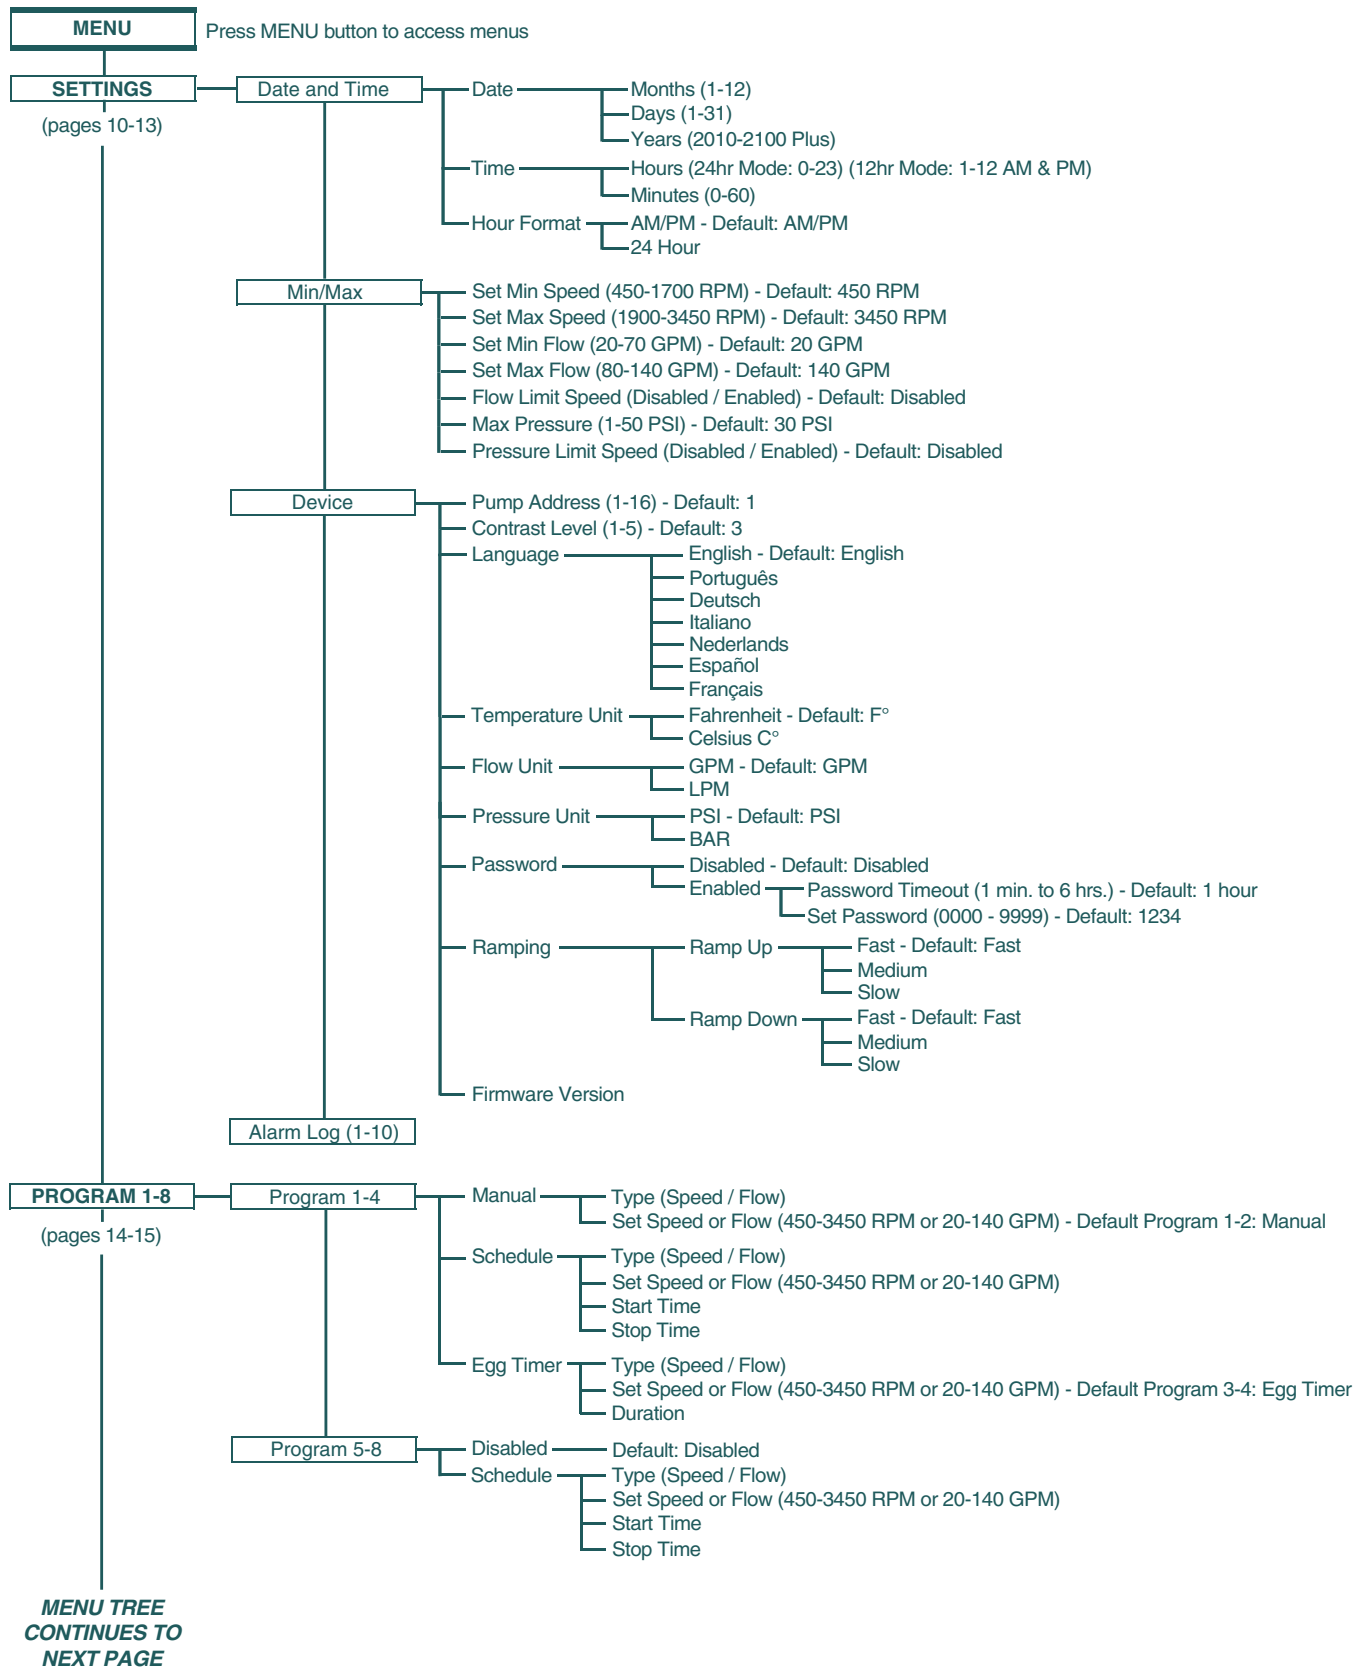 MENU
Press MENU button to access menus
SETTINGS
(pages 10-13)
Date and Time
Date
Months (1-12)
Days (1-31)
Years (2010-2100 Plus)
Time
Hours (24hr Mode: 0-23) (12hr Mode: 1-12 AM & PM)
Minutes (0-60)
Hour Format
AM/PM - Default: AM/PM
24 Hour
Min/Max
Set Min Speed (450-1700 RPM) - Default: 450 RPM
Set Max Speed (1900-3450 RPM) - Default: 3450 RPM
Set Min Flow (20-70 GPM) - Default: 20 GPM
Set Max Flow (80-140 GPM) - Default: 140 GPM
Flow Limit Speed (Disabled / Enabled) - Default: Disabled
Max Pressure (1-50 PSI) - Default: 30 PSI
Pressure Limit Speed (Disabled / Enabled) - Default: Disabled
Device
Pump Address (1-16) - Default: 1
Contrast Level (1-5) - Default: 3
Language
English - Default: English
Português
Deutsch
Italiano
Nederlands
Español
Français
Temperature Unit
Fahrenheit - Default: F°
Celsius C°
Flow Unit
GPM - Default: GPM
LPM
Pressure Unit
PSI - Default: PSI
BAR
Password
Disabled - Default: Disabled
Enabled
Password Timeout (1 min. to 6 hrs.) - Default: 1 hour
Set Password (0000 - 9999) - Default: 1234
Ramping
Ramp Up
Fast - Default: Fast
Medium
Slow
Ramp Down
Fast - Default: Fast
Medium
Slow
Firmware Version
Alarm Log (1-10)
PROGRAM 1-8
(pages 14-15)
Program 1-4
Manual
Type (Speed / Flow)
Set Speed or Flow (450-3450 RPM or 20-140 GPM) - Default Program 1-2: Manual
Schedule
Type (Speed / Flow)
Set Speed or Flow (450-3450 RPM or 20-140 GPM)
Start Time
Stop Time
Egg Timer
Type (Speed / Flow)
Set Speed or Flow (450-3450 RPM or 20-140 GPM) - Default Program 3-4: Egg Timer
Duration
Program 5-8
Disabled
Default: Disabled
Schedule
Type (Speed / Flow)
Set Speed or Flow (450-3450 RPM or 20-140 GPM)
Start Time
Stop Time
MENU TREE
CONTINUES TO
NEXT PAGE